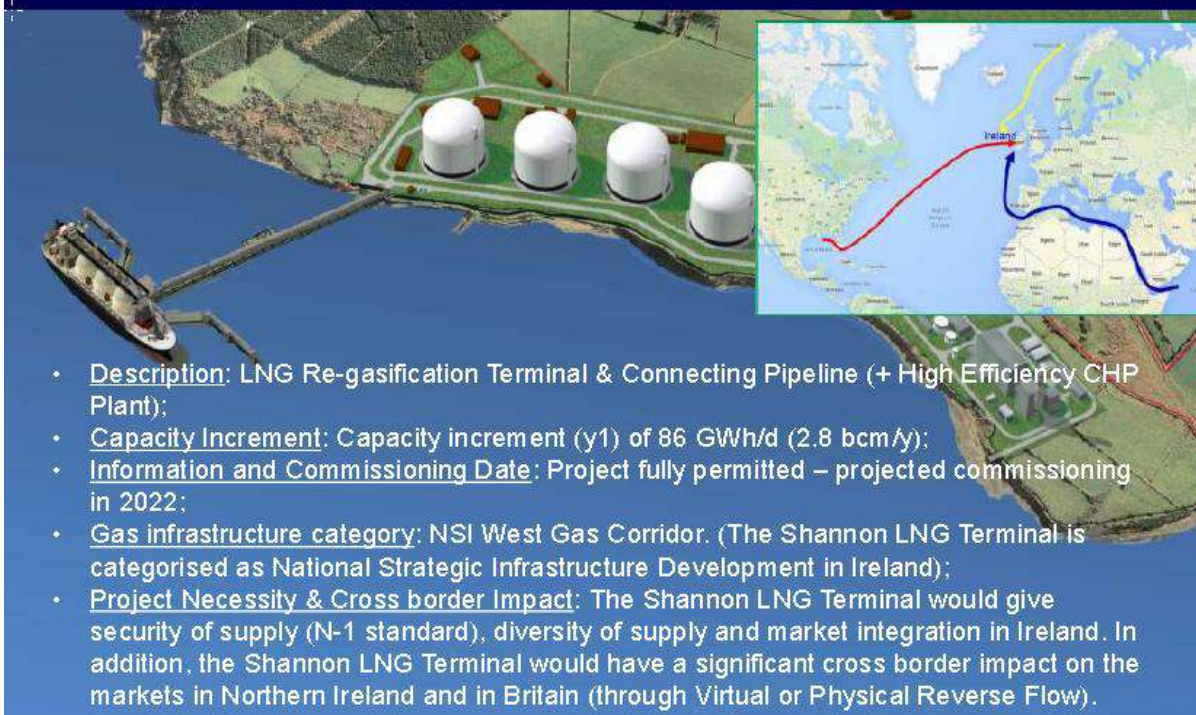 Ireland
• Description: LNG Re-gasification Terminal & Connecting Pipeline (+ High Efficiency CHP
Plant);
• Capacity Increment: Capacity increment (y1) of 86 GWh/d (2.8 bcm/y);
• Information and Commissioning Date: Project fully permitted – projected commissioning
in 2022;
• Gas infrastructure category: NSI West Gas Corridor. (The Shannon LNG Terminal is
categorised as National Strategic Infrastructure Development in Ireland);
• Project Necessity & Cross border Impact: The Shannon LNG Terminal would give
security of supply (N-1 standard), diversity of supply and market integration in Ireland. In
addition, the Shannon LNG Terminal would have a significant cross border impact on the
markets in Northern Ireland and in Britain (through Virtual or Physical Reverse Flow).